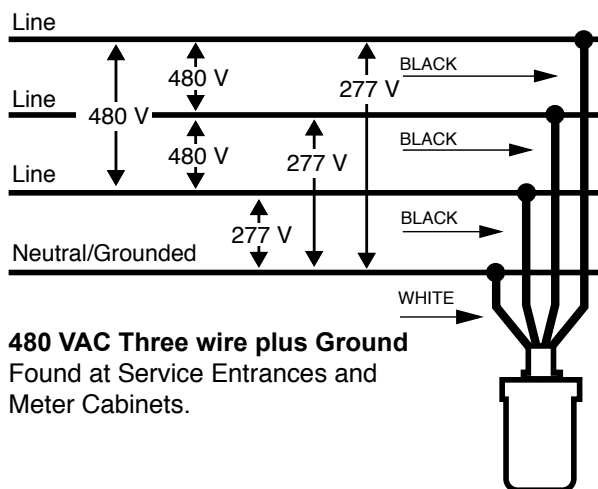 Line
480 V
277 V
BLACK
Line
480 V
480 V
277 V
BLACK
Line
277 V
BLACK
Neutral/Grounded
WHITE
480 VAC Three wire plus Ground
Found at Service Entrances and
Meter Cabinets.